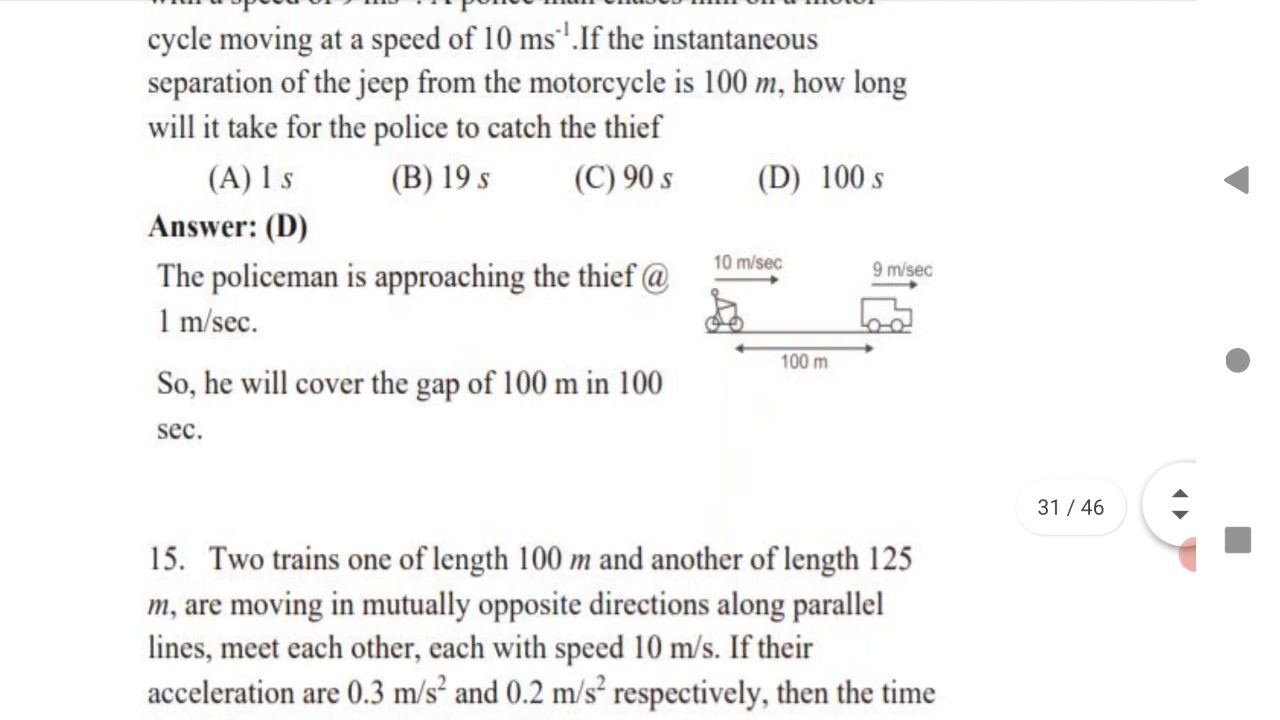 cycle moving at a speed of 10 ms⁻¹.If the instantaneous
separation of the jeep from the motorcycle is 100 m, how long
will it take for the police to catch the thief
(A) 1 s (B) 19 s (C) 90 s (D) 100 s
Answer: (D)
The policeman is approaching the thief @
1 m/sec.
So, he will cover the gap of 100 m in 100
sec.
10 m/sec
9 m/sec
100 m
31 / 46
15. Two trains one of length 100 m and another of length 125
m, are moving in mutually opposite directions along parallel
lines, meet each other, each with speed 10 m/s. If their
acceleration are 0.3 m/s² and 0.2 m/s² respectively, then the time